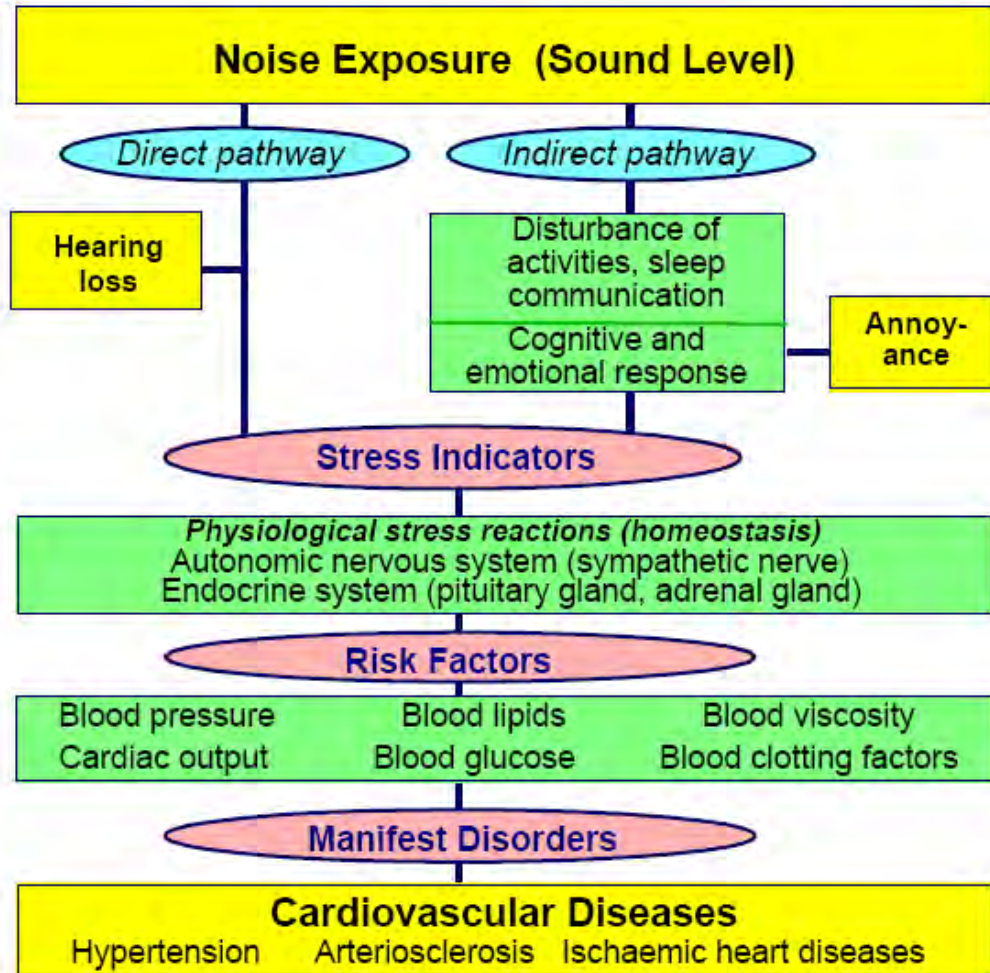 Noise Exposure (Sound Level)
Direct pathway
Indirect pathway
Hearing
loss
Disturbance of
activities, sleep
communication
Cognitive and
emotional response
Annoy-
ance
Stress Indicators
Physiological stress reactions (homeostasis)
Autonomic nervous system (sympathetic nerve)
Endocrine system (pituitary gland, adrenal gland)
Risk Factors
Blood pressure Blood lipids Blood viscosity
Cardiac output Blood glucose Blood clotting factors
Manifest Disorders
Cardiovascular Diseases
Hypertension Arteriosclerosis Ischaemic heart diseases